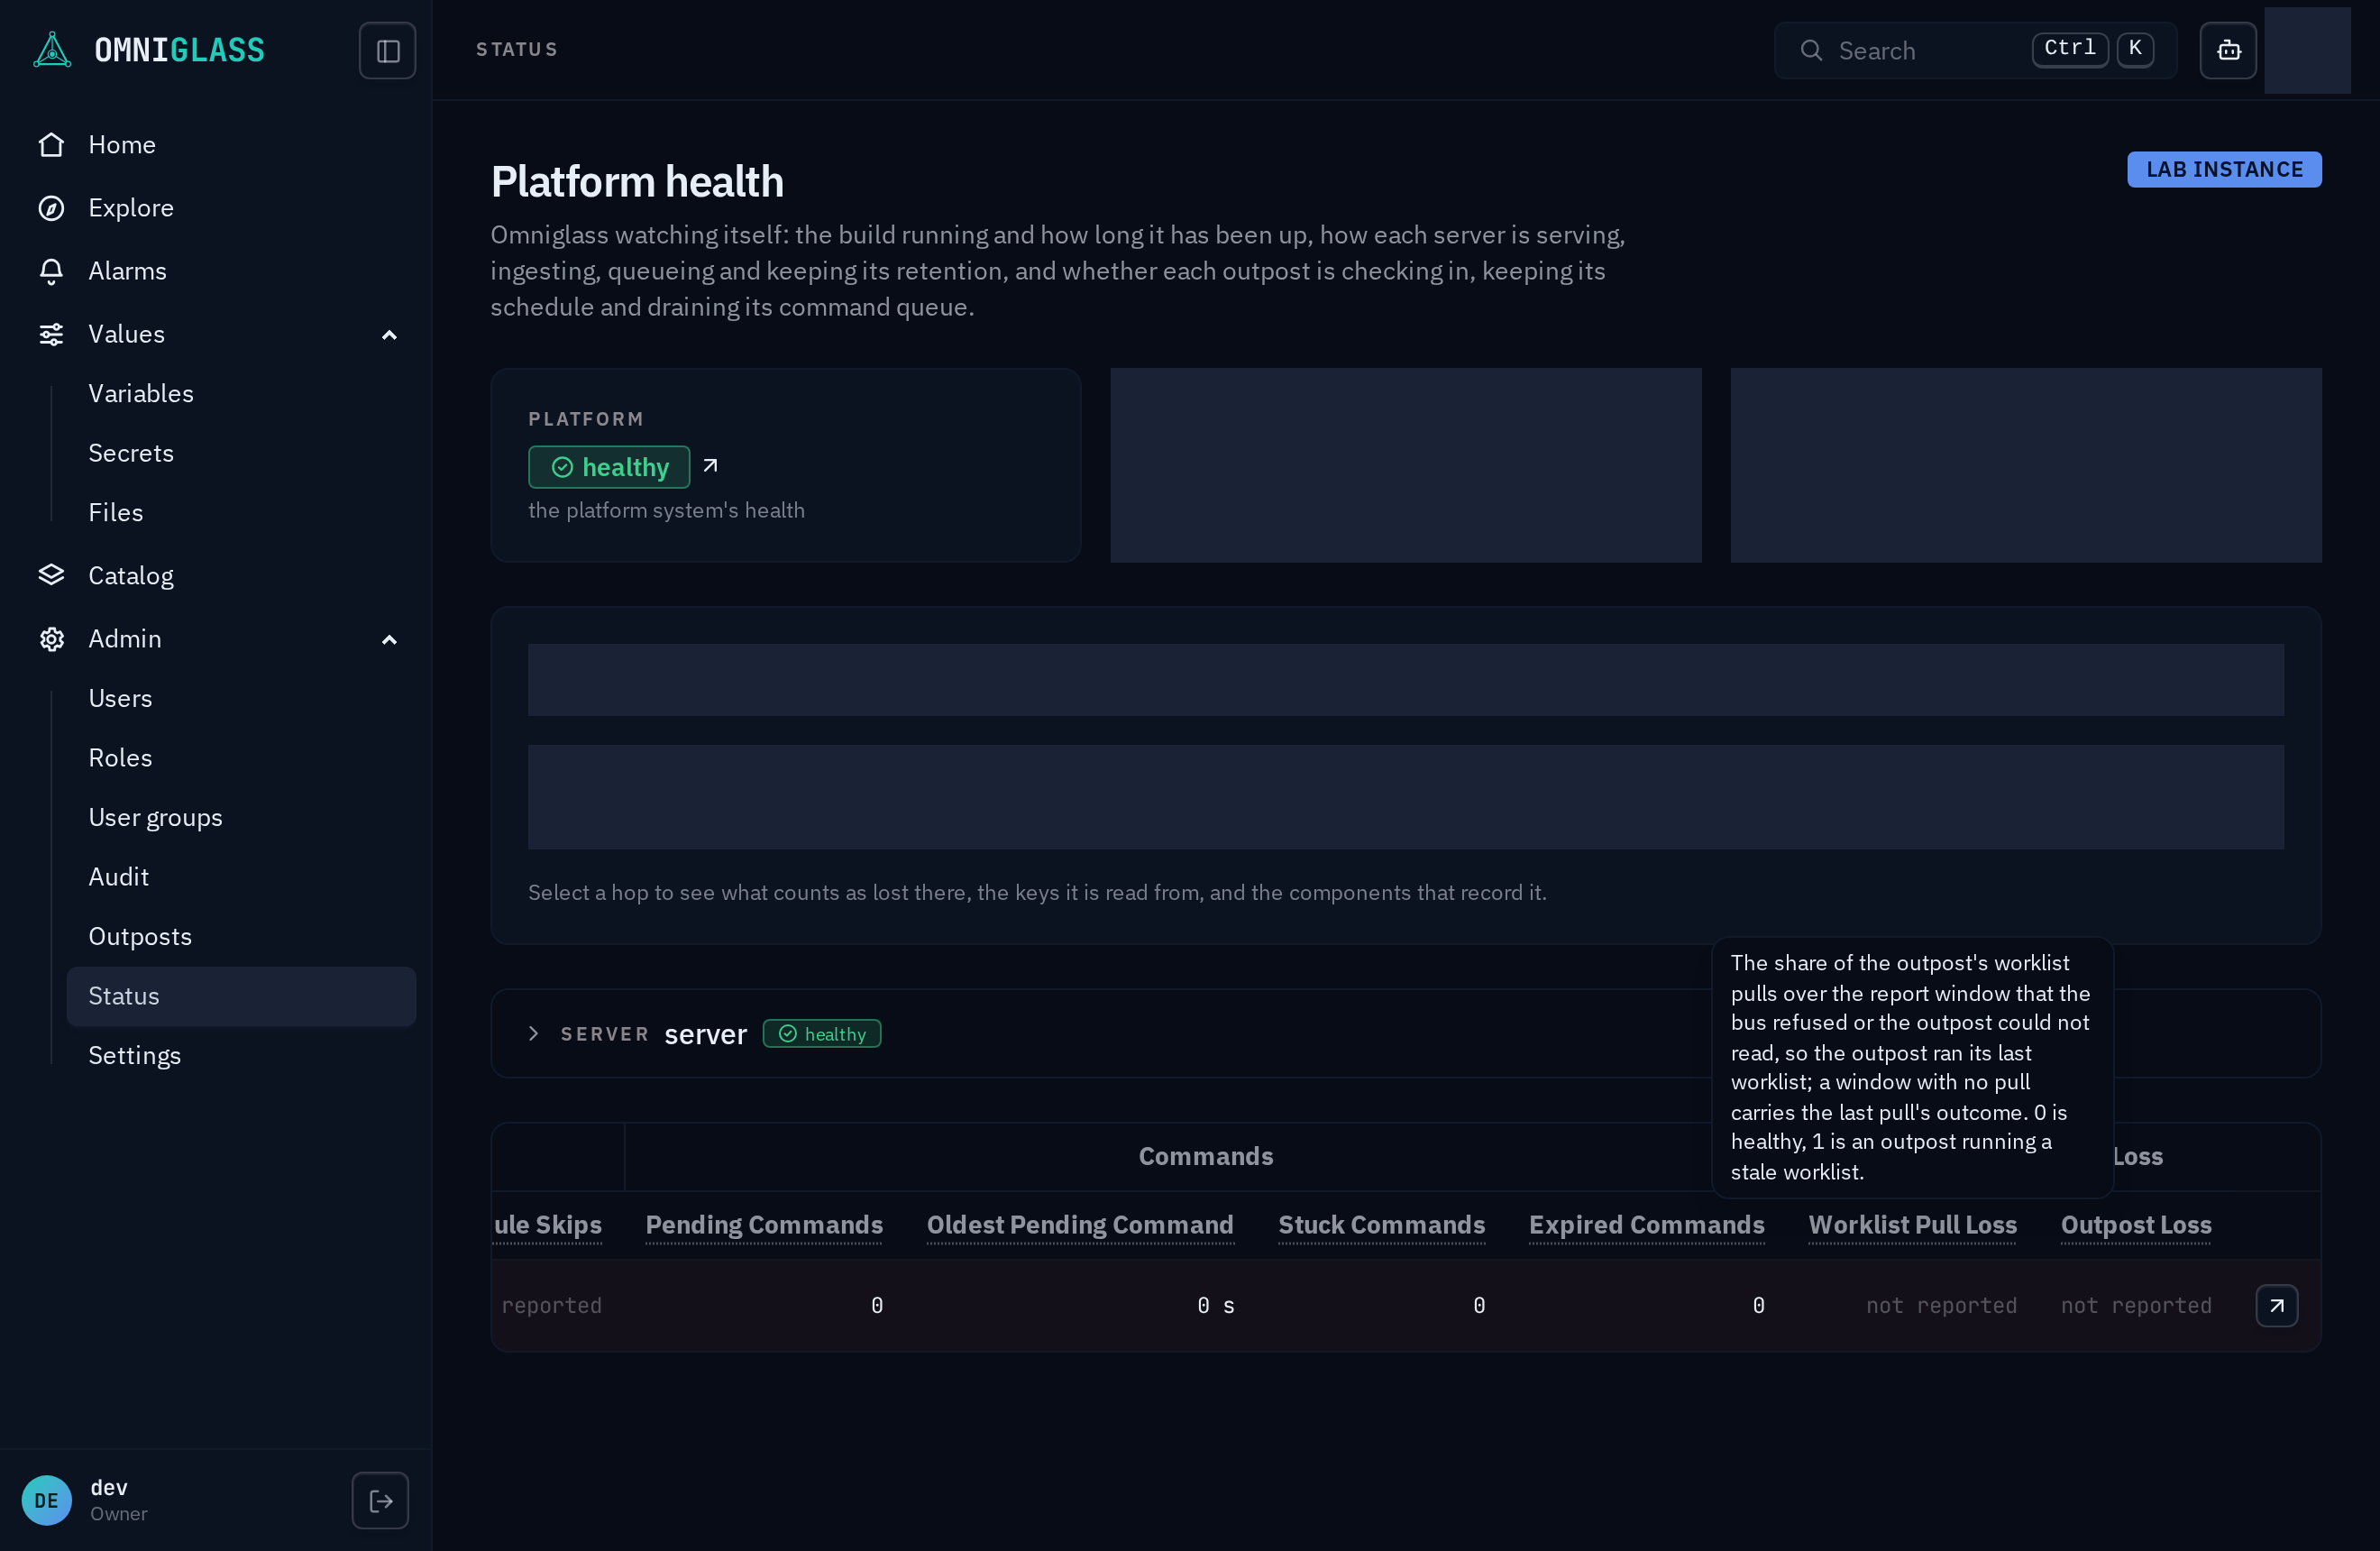 OMNIGLASS
STATUS
Search
Ctrl
K
Home
Explore
Alarms
Values
Variables
Secrets
Files
Catalog
Admin
Users
Roles
User groups
Audit
Outposts
Status
Settings
DE
dev
Owner
Platform health
LAB INSTANCE
Omniglass watching itself: the build running and how long it has been up, how each server is serving,
ingesting, queueing and keeping its retention, and whether each outpost is checking in, keeping its
schedule and draining its command queue.
PLATFORM
healthy
the platform system's health
Select a hop to see what counts as lost there, the keys it is read from, and the components that record it.
SERVER server healthy
The share of the outpost's worklist
pulls over the report window that the
bus refused or the outpost could not
read, so the outpost ran its last
worklist; a window with no pull
carries the last pull's outcome. 0 is
healthy, 1 is an outpost running a
stale worklist.
Commands
Loss
ule Skips
Pending Commands
Oldest Pending Command
Stuck Commands
Expired Commands
Worklist Pull Loss
Outpost Loss
reported
0
0 s
0
0
not reported
not reported